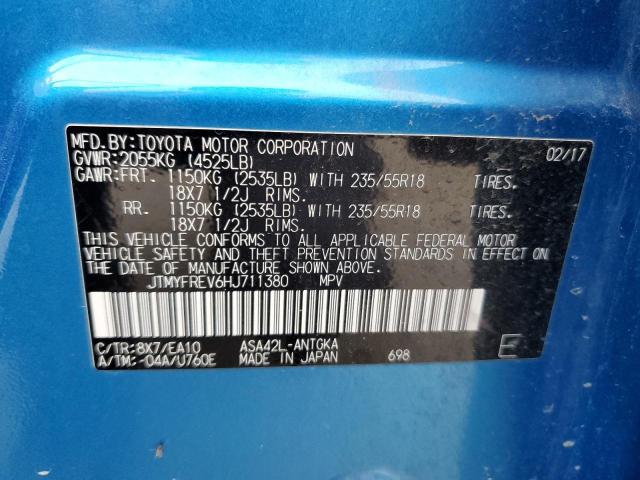 MFD.BY:TOYOTA MOTOR CORPORATION 02/17
GVWR:2055KG (4525LB)
GAWR:FRT. 1150KG (2535LB) WITH 235/55R18 TIRES.
18X7 1/2J RIMS.
RR. 1150KG (2535LB) WITH 235/55R18 TIRES.
18X7 1/2J RIMS.
THIS VEHICLE CONFORMS TO ALL APPLICABLE FEDERAL MOTOR
VEHICLE SAFETY AND THEFT PREVENTION STANDARDS IN EFFECT ON
THE DATE OF MANUFACTURE SHOWN ABOVE.
JTMYFREV6HJ711380 MPV
C/TR:8X7/EA10 ASA42L-ANTGKA
A/TM:-04A/U760E MADE IN JAPAN 698 E